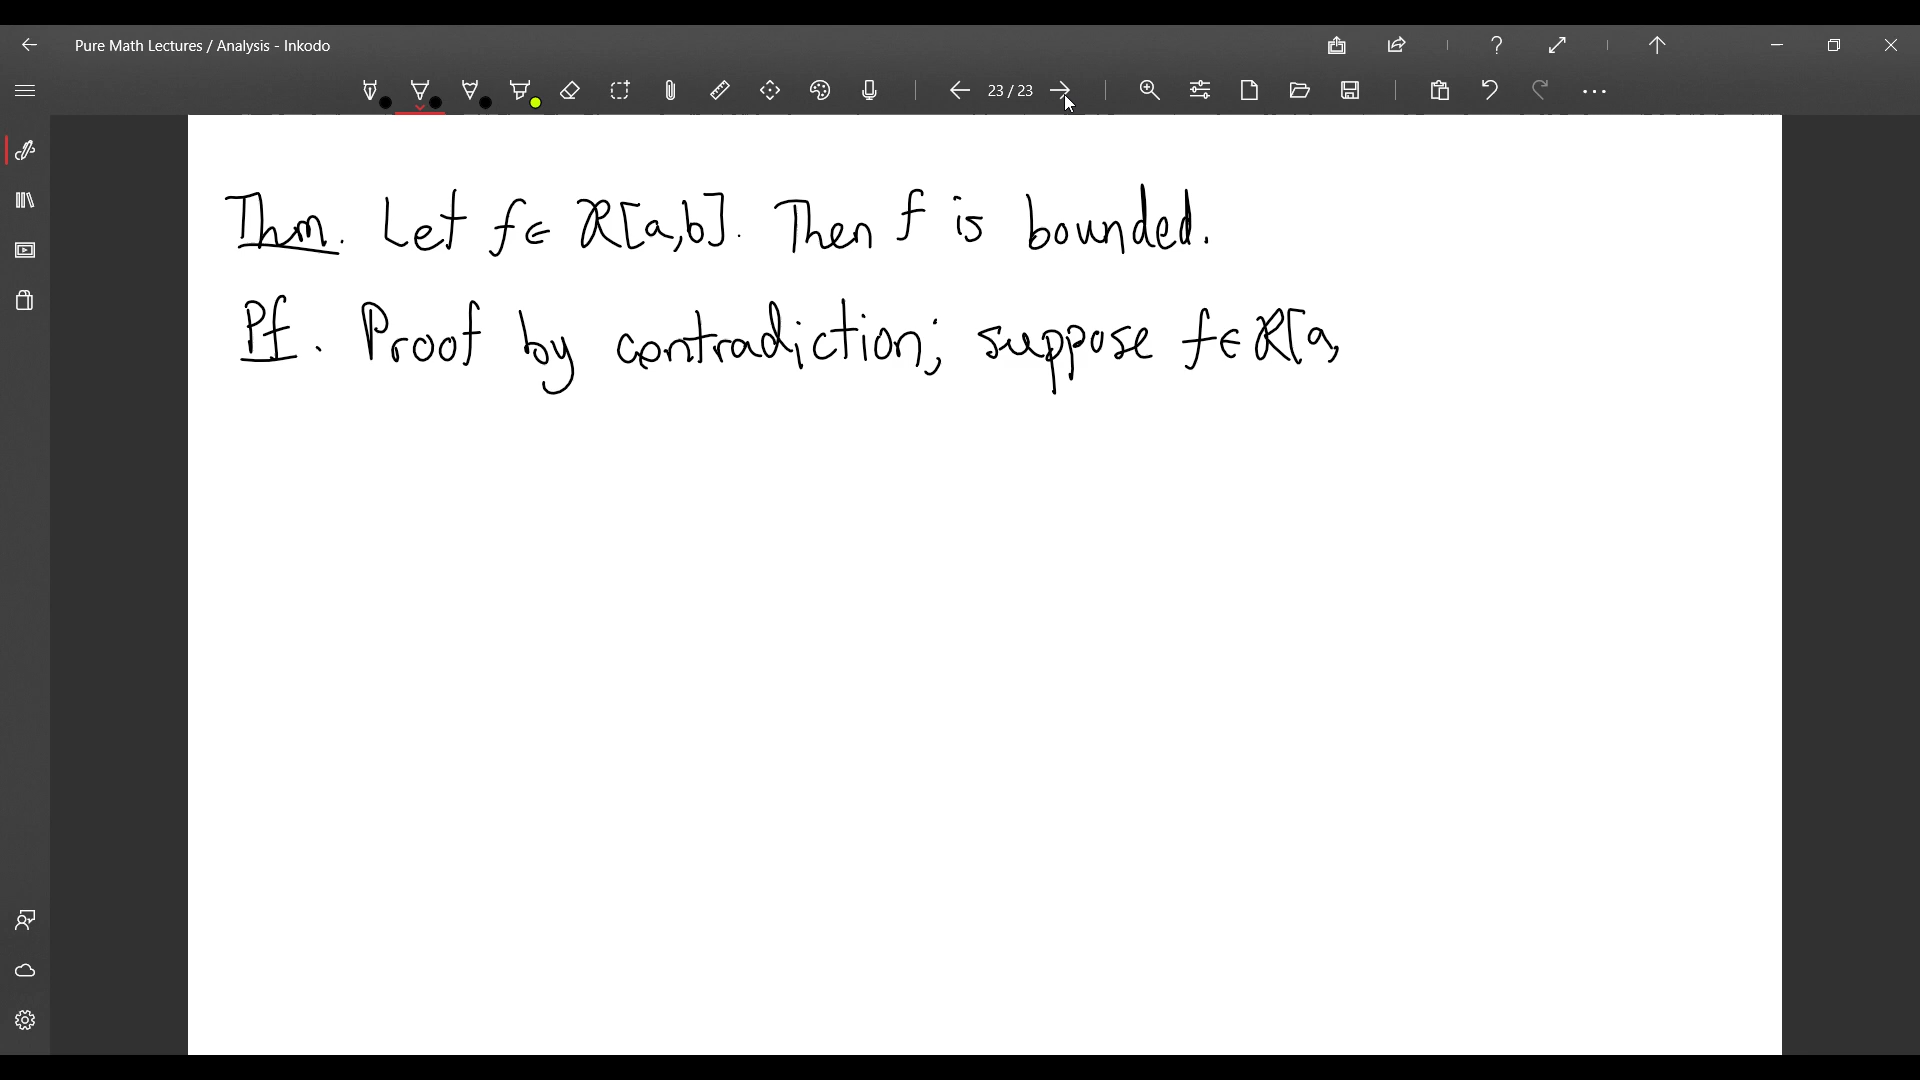 Pure Math Lectures / Analysis - Inkodo
23 / 23
Thm. Let f ∈ R[a,b]. Then f is bounded.
Pf. Proof by contradiction; suppose f ∈ R[a,